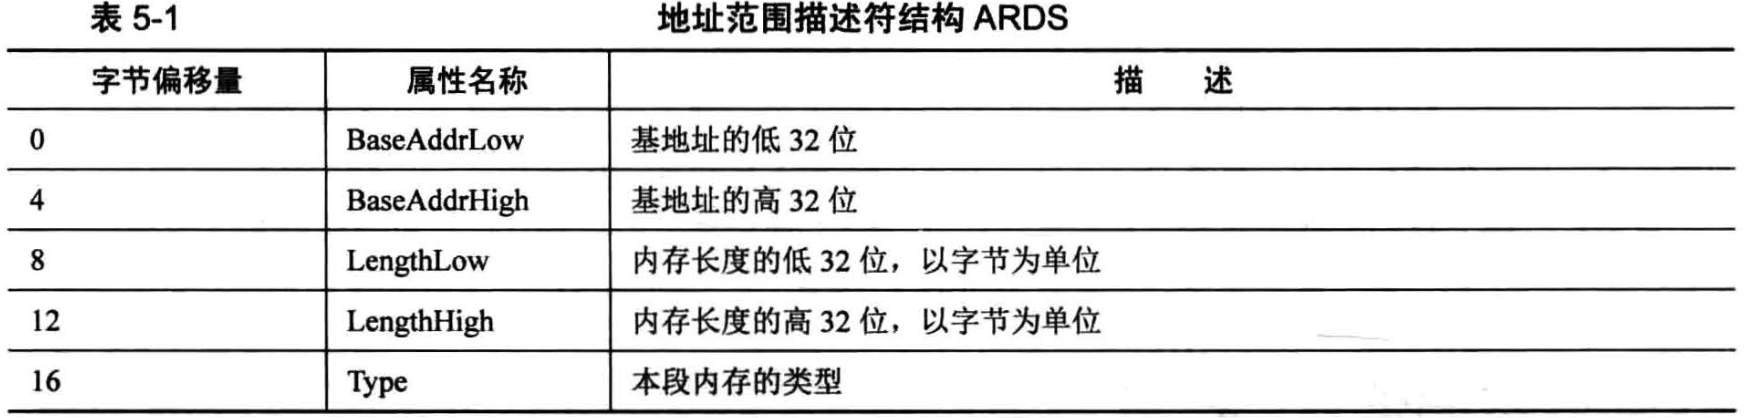 表 5-1 地址范围描述符结构 ARDS
字节偏移量 属性名称 描 述
0 BaseAddrLow 基地址的低 32 位
4 BaseAddrHigh 基地址的高 32 位
8 LengthLow 内存长度的低 32 位，以字节为单位
12 LengthHigh 内存长度的高 32 位，以字节为单位
16 Type 本段内存的类型